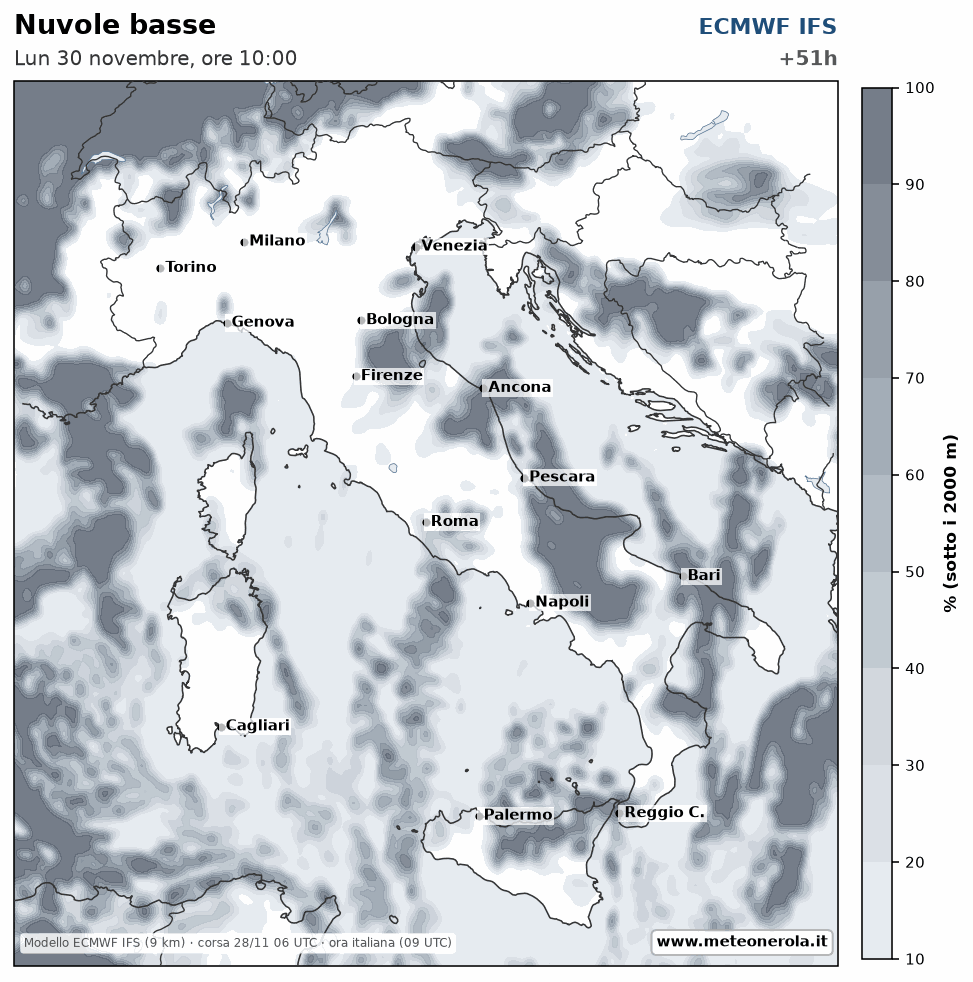 Nuvole basse
ECMWF IFS
Lun 30 novembre, ore 10:00
+51h
100
90
80
70
60
50
40
30
20
10
% (sotto i 2000 m)
Milano
Venezia
Torino
Genova
Bologna
Firenze
Ancona
Pescara
Roma
Bari
Napoli
Cagliari
Palermo
Reggio C.
Modello ECMWF IFS (9 km) · corsa 28/11 06 UTC · ora italiana (09 UTC)
www.meteonerola.it